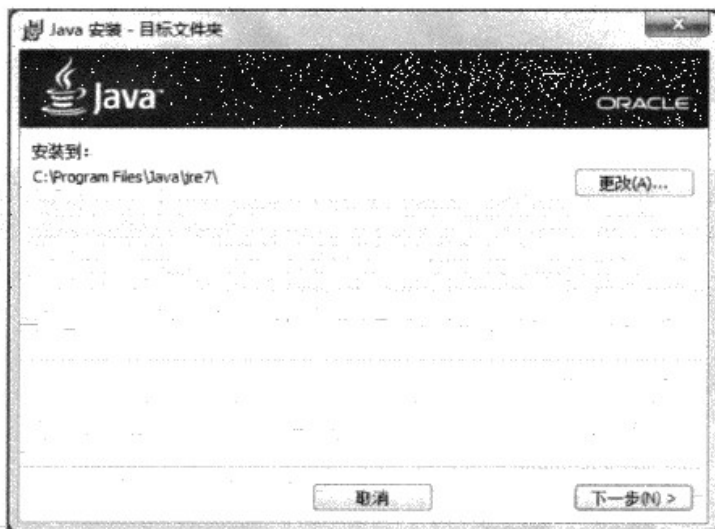 Java 安装 - 目标文件夹
Java
ORACLE
安装到：
C:\Program Files\Java\jre7\
更改(A)...
取消
下一步(N) >